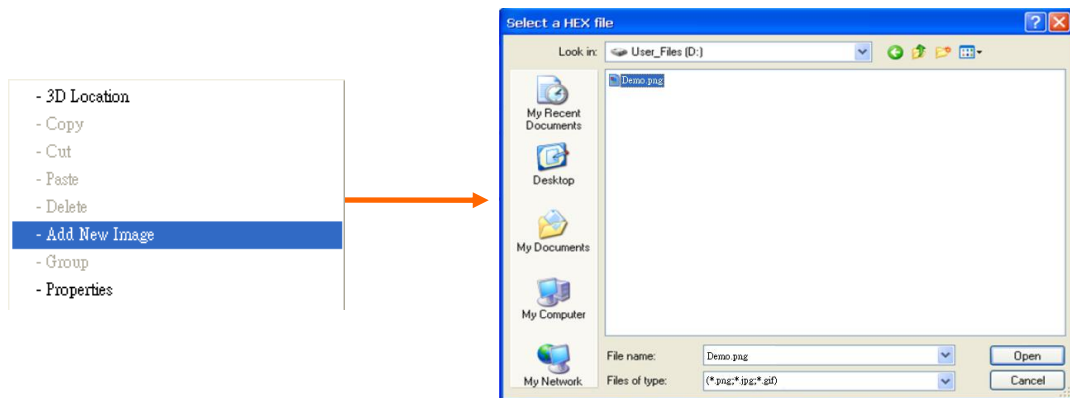 - 3D Location
- Copy
- Cut
- Paste
- Delete
- Add New Image
- Group
- Properties
Select a HEX file
Look in: User_Files (D:)
Demo.png
My Recent
Documents
Desktop
My Documents
My Computer
My Network
File name: Demo.png Open
Files of type: (*.png;*.jpg;*.gif) Cancel